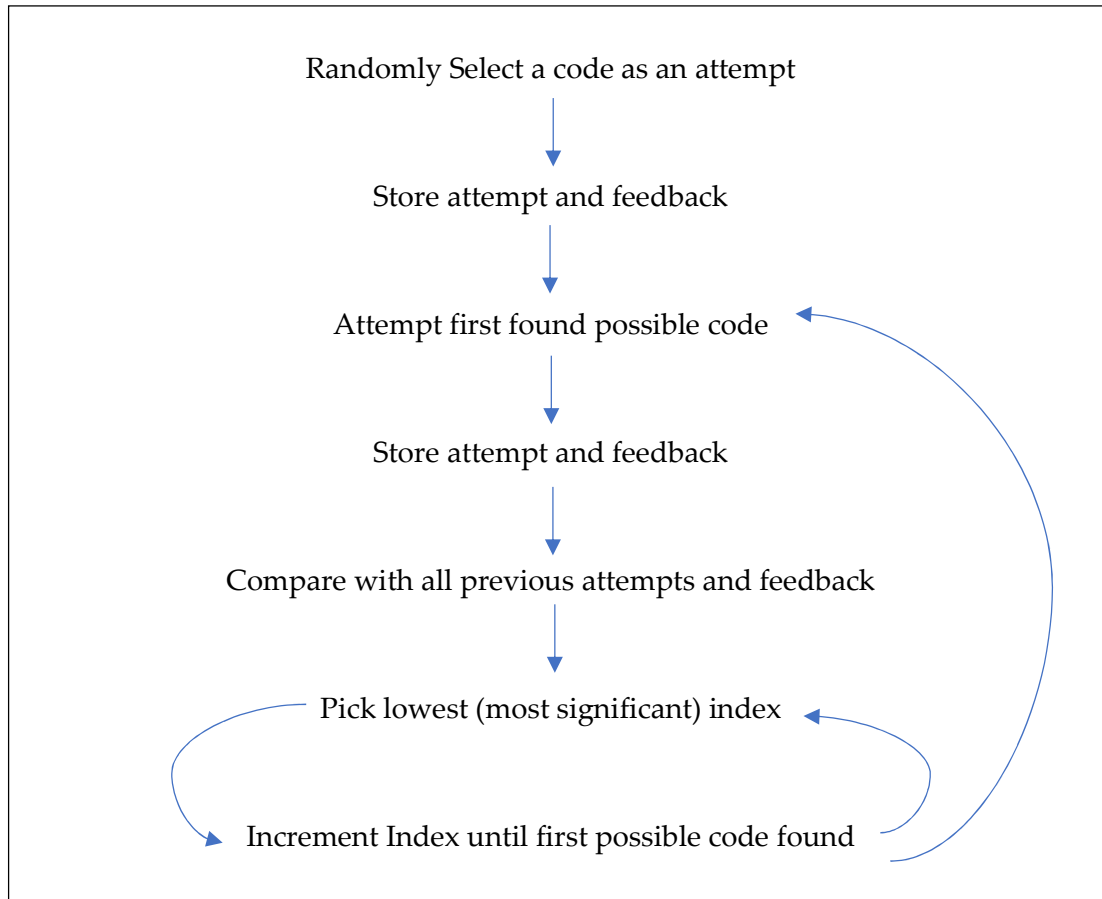 Randomly Select a code as an attempt
Store attempt and feedback
Attempt first found possible code
Store attempt and feedback
Compare with all previous attempts and feedback
Pick lowest (most significant) index
Increment Index until first possible code found